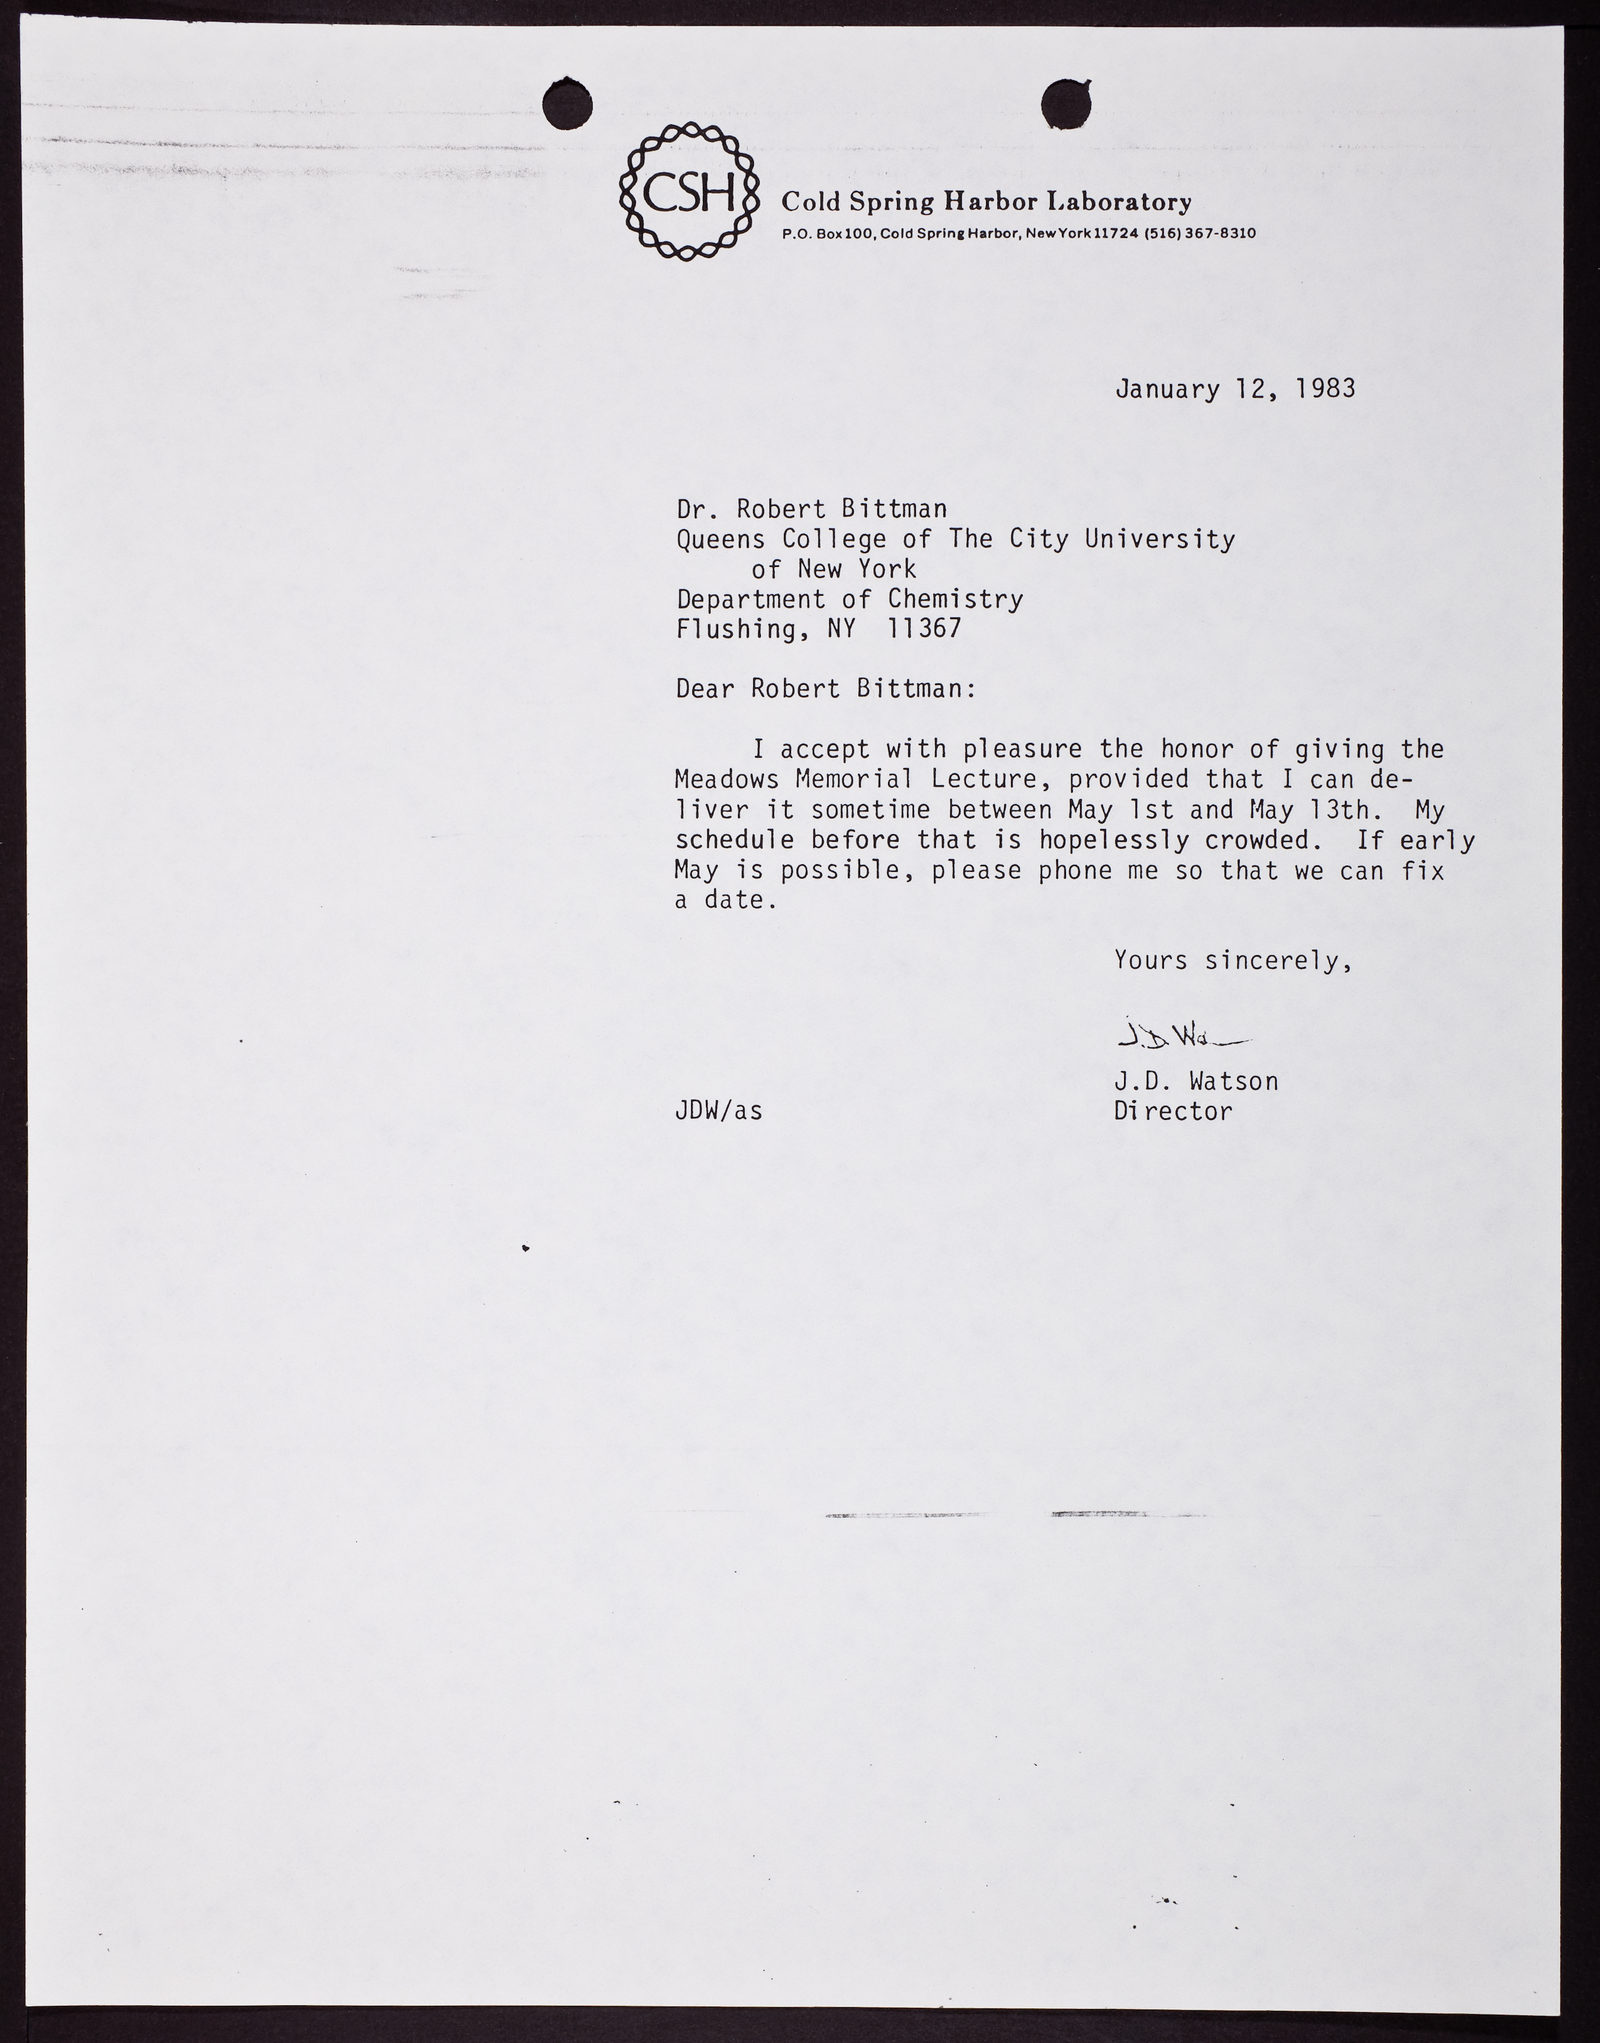 CSH
Cold Spring Harbor Laboratory
P.O. Box 100, Cold Spring Harbor, New York 11724 (516) 367-8310
January 12, 1983
Dr. Robert Bittman
Queens College of The City University
of New York
Department of Chemistry
Flushing, NY 11367
Dear Robert Bittman:
I accept with pleasure the honor of giving the
Meadows Memorial Lecture, provided that I can de-
liver it sometime between May 1st and May 13th. My
schedule before that is hopelessly crowded. If early
May is possible, please phone me so that we can fix
a date.
Yours sincerely,
J.D. Wa
J.D. Watson
JDW/as Director